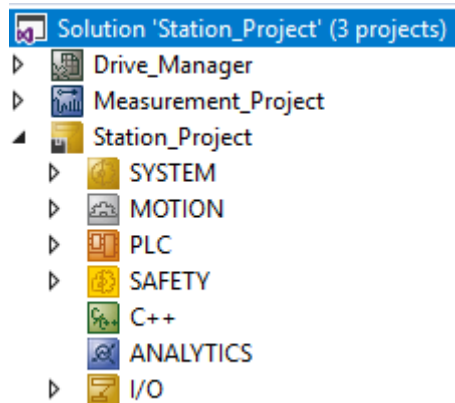 Solution 'Station_Project' (3 projects)
Drive_Manager
Measurement_Project
Station_Project
SYSTEM
MOTION
PLC
SAFETY
C++
ANALYTICS
I/O